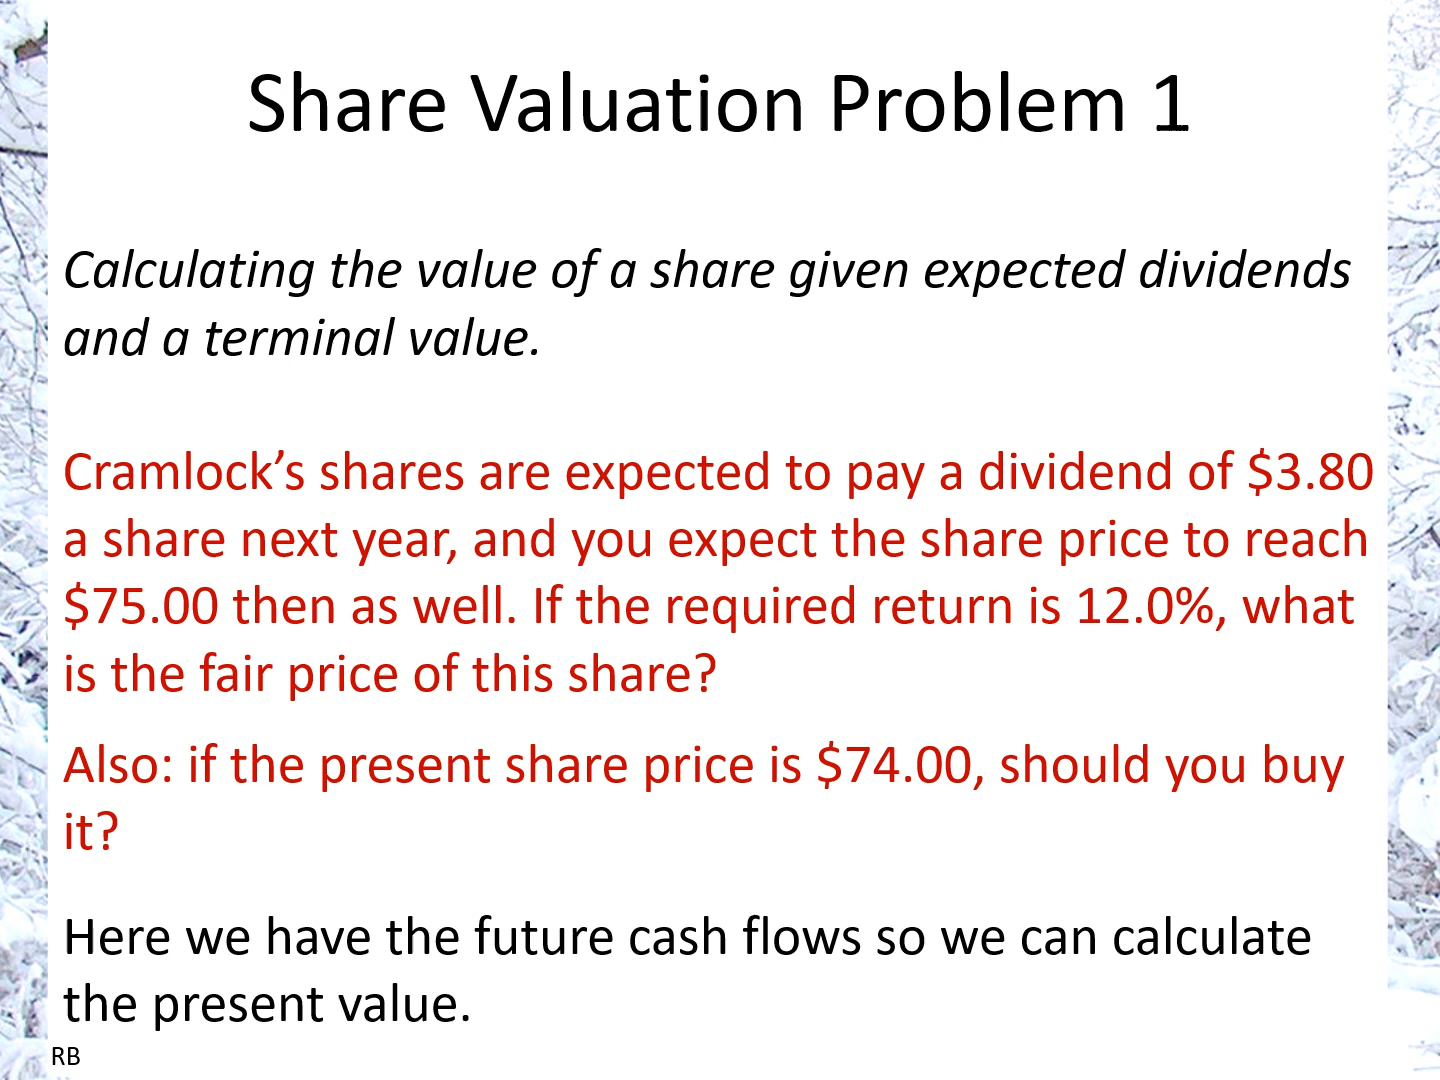 Share Valuation Problem 1
Calculating the value of a share given expected dividends
and a terminal value.
Cramlock’s shares are expected to pay a dividend of $3.80
a share next year, and you expect the share price to reach
$75.00 then as well. If the required return is 12.0%, what
is the fair price of this share?
Also: if the present share price is $74.00, should you buy
it?
Here we have the future cash flows so we can calculate
the present value.
RB